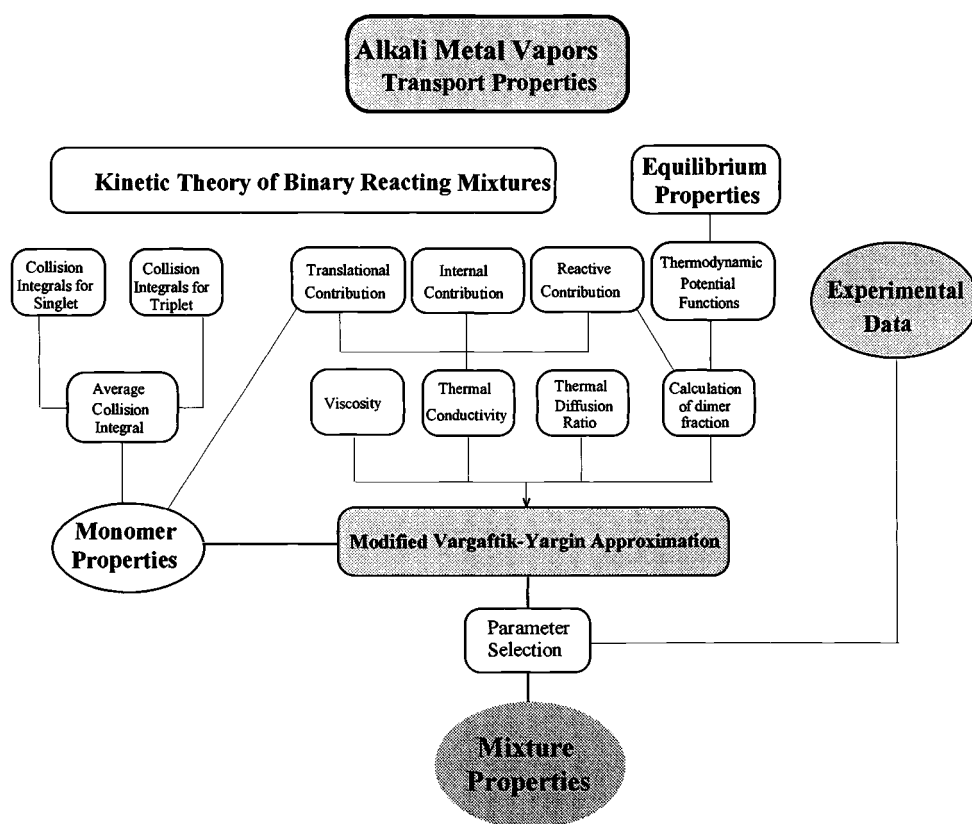 Alkali Metal Vapors
Transport Properties
Kinetic Theory of Binary Reacting Mixtures
Equilibrium
Properties
Collision
Integrals for
Singlet
Collision
Integrals for
Triplet
Translational
Contribution
Internal
Contribution
Reactive
Contribution
Thermodynamic
Potential
Functions
Experimental
Data
Average
Collision
Integral
Viscosity
Thermal
Conductivity
Thermal
Diffusion
Ratio
Calculation
of dimer
fraction
Monomer
Properties
Modified Vargaftik-Yargin Approximation
Parameter
Selection
Mixture
Properties